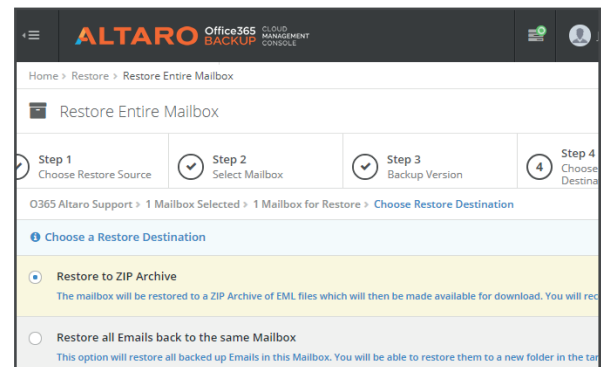 ALTARO Office365 BACKUP CLOUD MANAGEMENT CONSOLE
Home > Restore > Restore Entire Mailbox
Restore Entire Mailbox
Step 1
Choose Restore Source
Step 2
Select Mailbox
Step 3
Backup Version
4
Step 4
Choose
Destina
O365 Altaro Support > 1 Mailbox Selected > 1 Mailbox for Restore > Choose Restore Destination
Choose a Restore Destination
Restore to ZIP Archive
The mailbox will be restored to a ZIP Archive of EML files which will then be made available for download. You will rec
Restore all Emails back to the same Mailbox
This option will restore all backed up Emails in this Mailbox. You will be able to restore them to a new folder in the tar